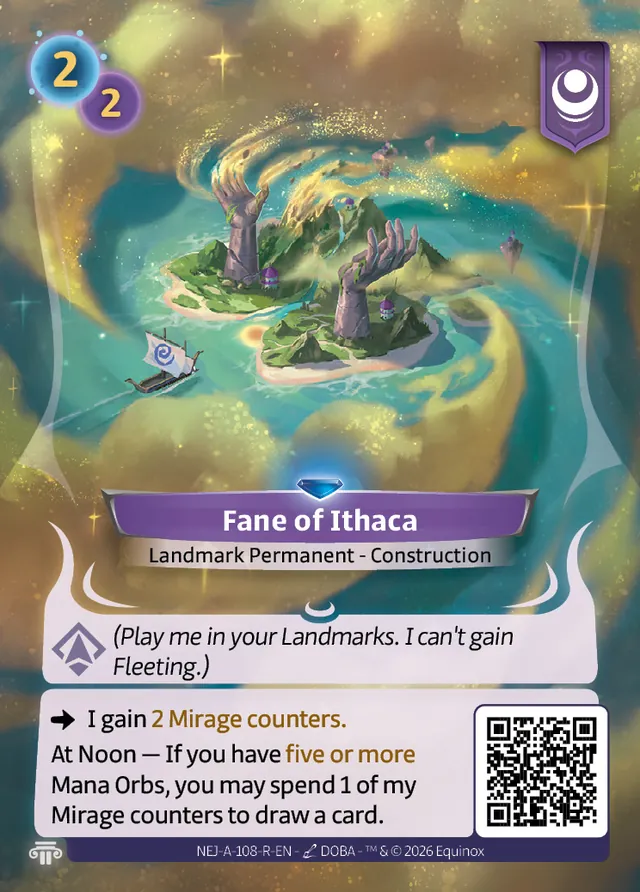 2
2
Fane of Ithaca
Landmark Permanent - Construction
(Play me in your Landmarks. I can't gain
Fleeting.)
I gain 2 Mirage counters.
At Noon — If you have five or more
Mana Orbs, you may spend 1 of my
Mirage counters to draw a card.
NEJ-A-108-R-EN - DOBA - ™ & © 2026 Equinox